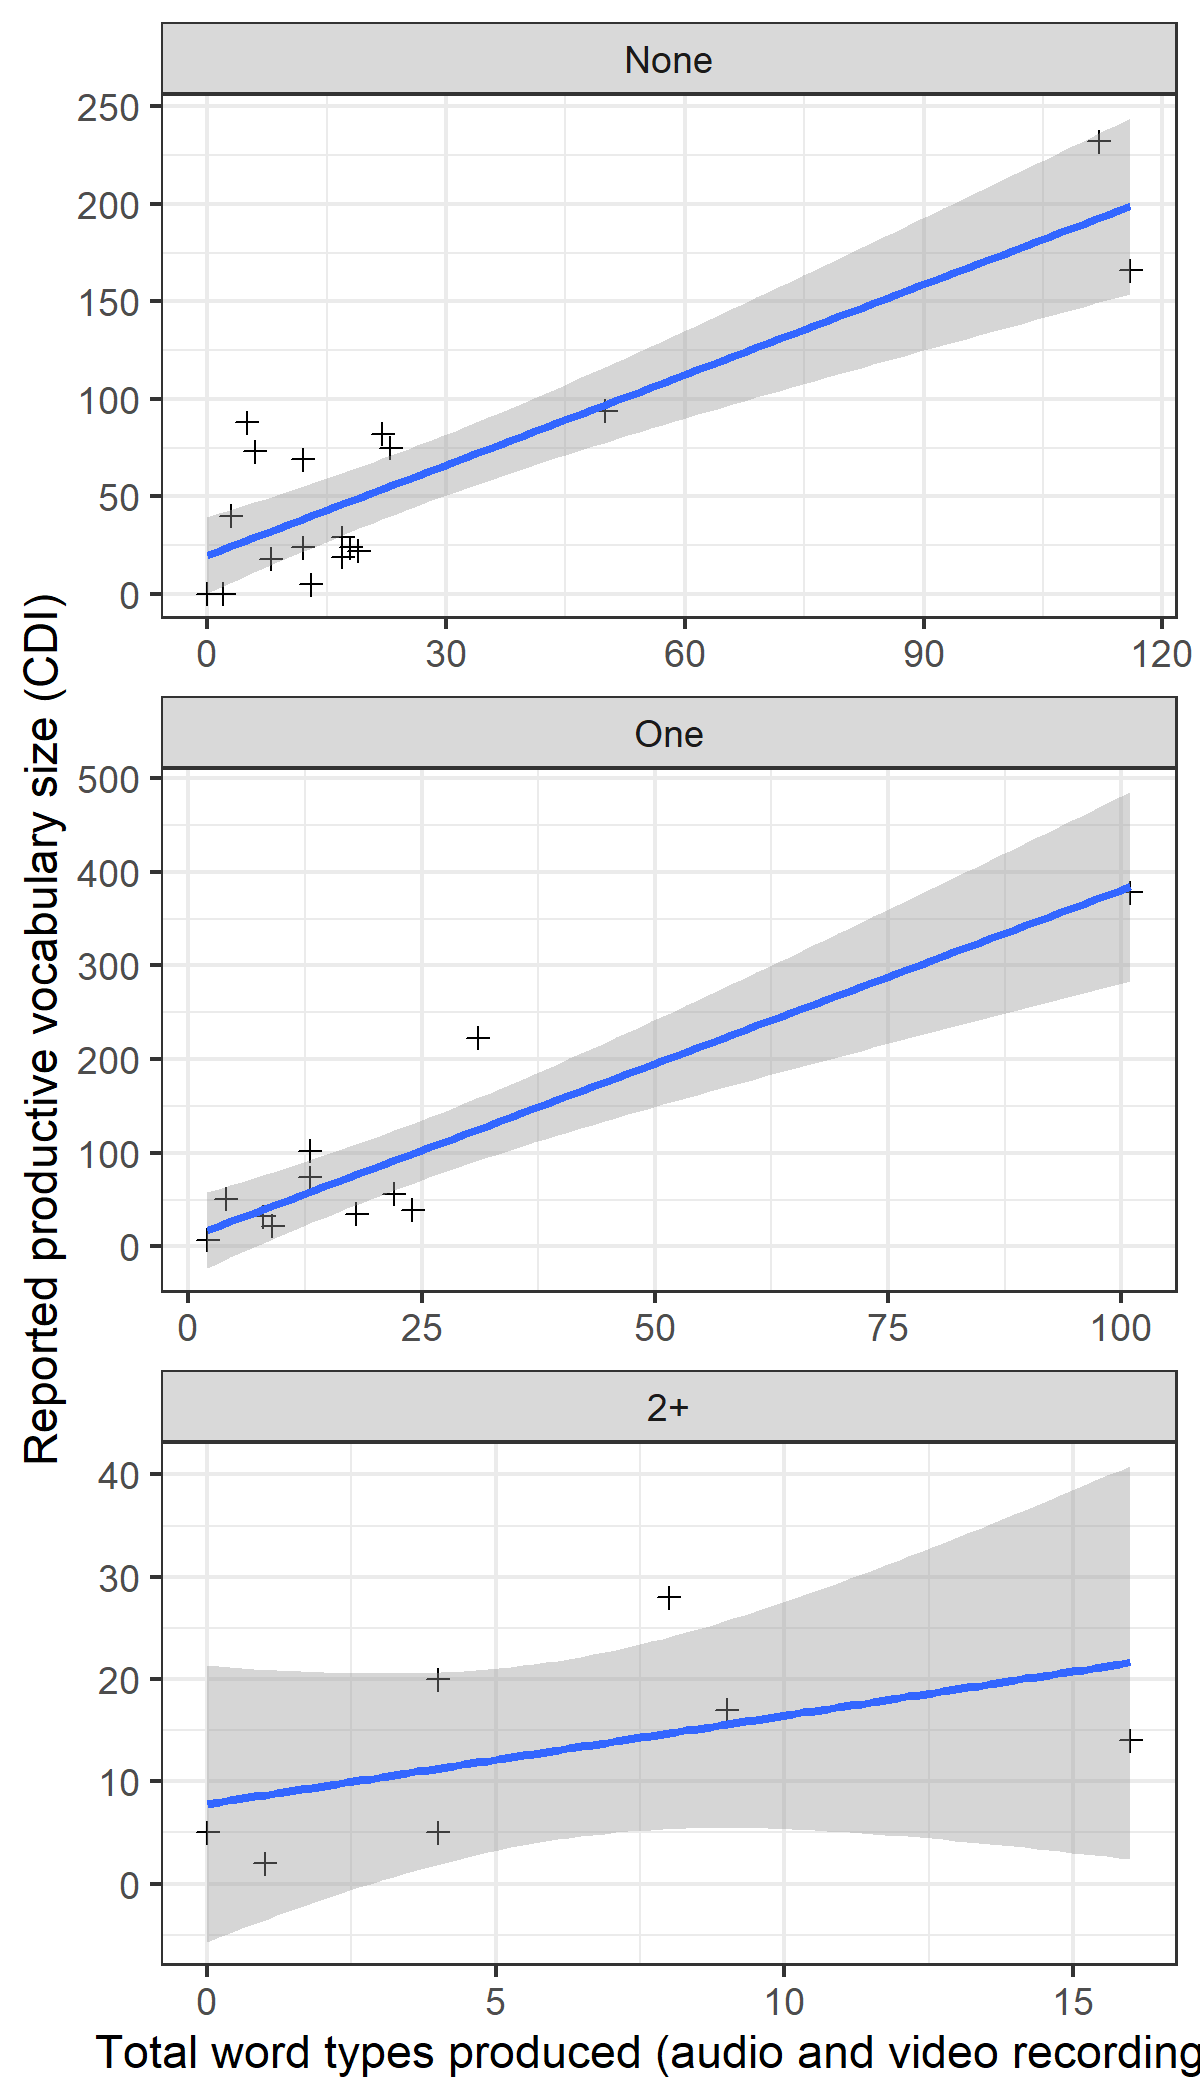 None
250
200
150
100
50
0
0 30 60 90 120
One
500
400
300
200
100
0
0 25 50 75 100
2+
40
30
20
10
0
0 5 10 15
Reported productive vocabulary size (CDI)
Total word types produced (audio and video recording